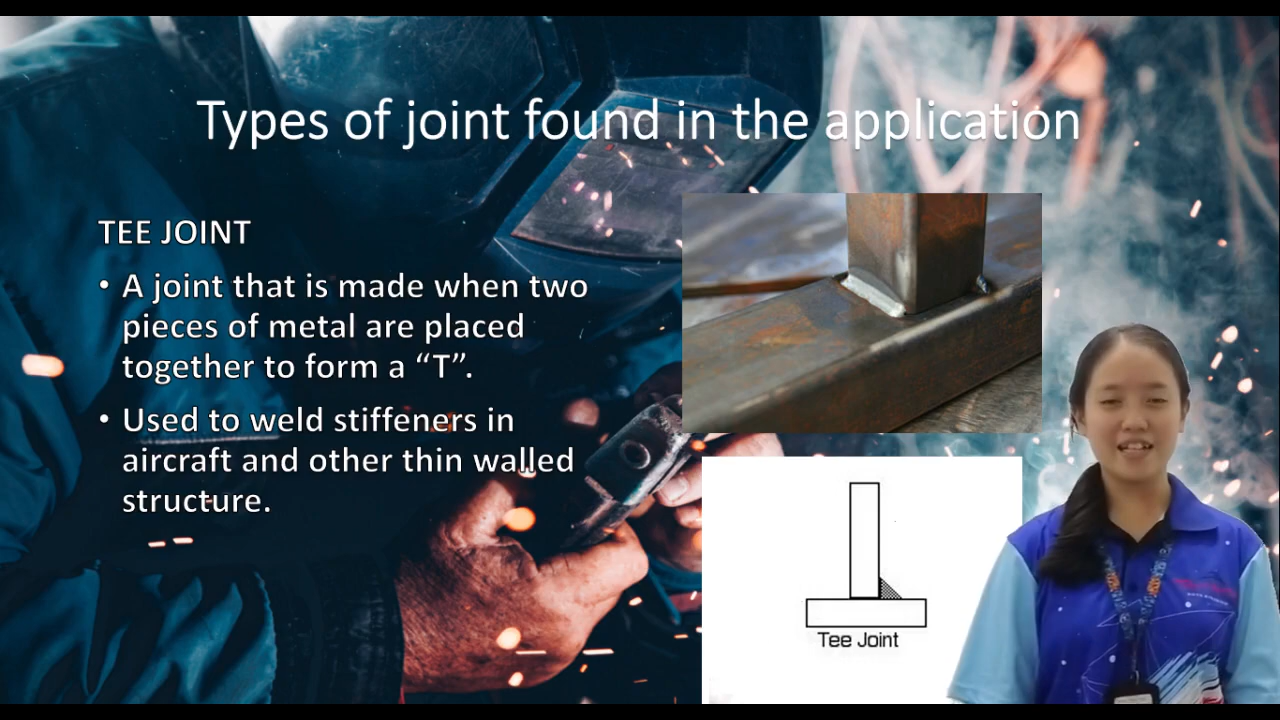 Types of joint found in the application
TEE JOINT
• A joint that is made when two
pieces of metal are placed
together to form a “T”.
• Used to weld stiffeners in
aircraft and other thin walled
structure.
Tee Joint